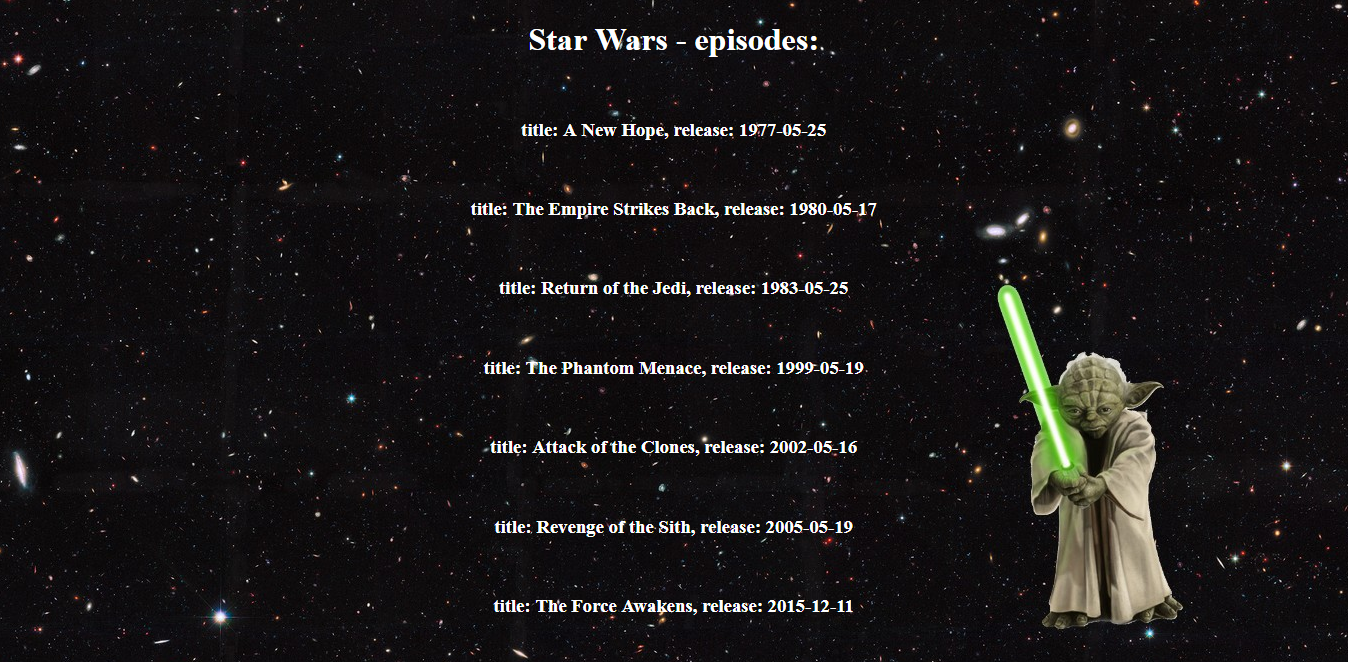 Star Wars - episodes:
title: A New Hope, release: 1977-05-25
title: The Empire Strikes Back, release: 1980-05-17
title: Return of the Jedi, release: 1983-05-25
title: The Phantom Menace, release: 1999-05-19
title: Attack of the Clones, release: 2002-05-16
title: Revenge of the Sith, release: 2005-05-19
title: The Force Awakens, release: 2015-12-11